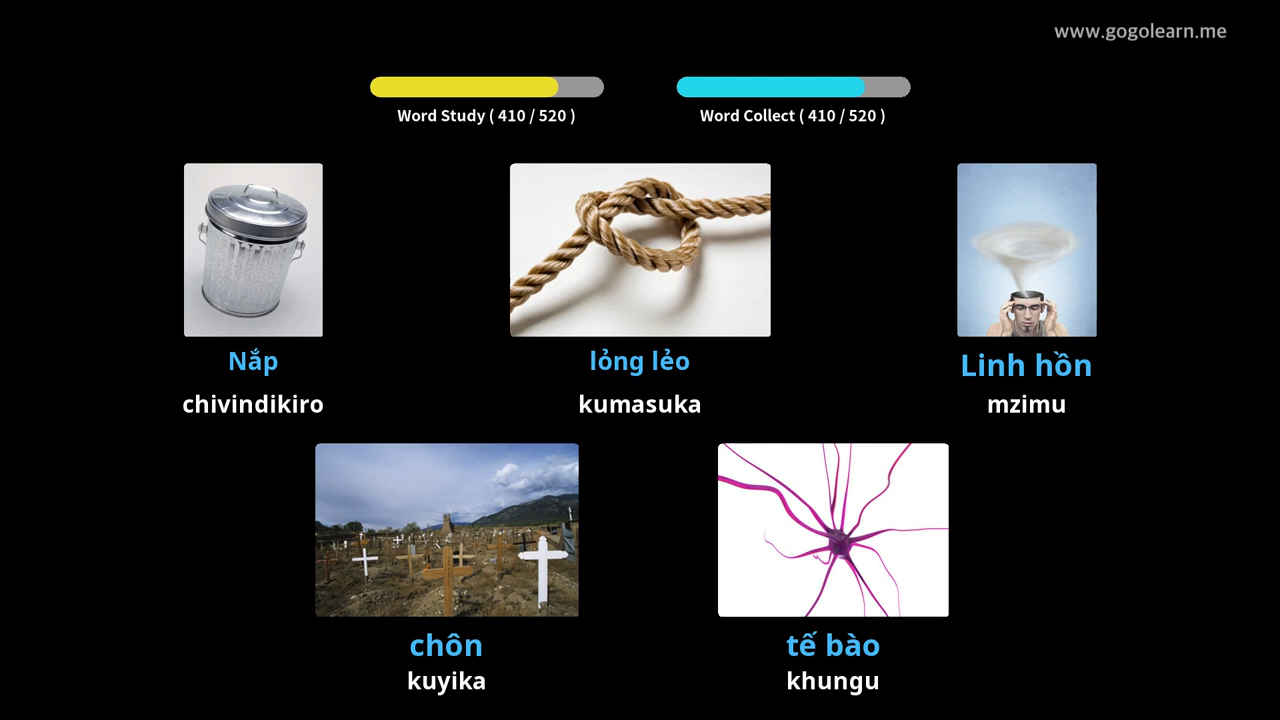 www.gogolearn.me
Word Study ( 410 / 520 )
Word Collect ( 410 / 520 )
Nắp
chivindikiro
lỏng lẻo
kumasuka
Linh hồn
mzimu
chôn
kuyika
tế bào
khungu